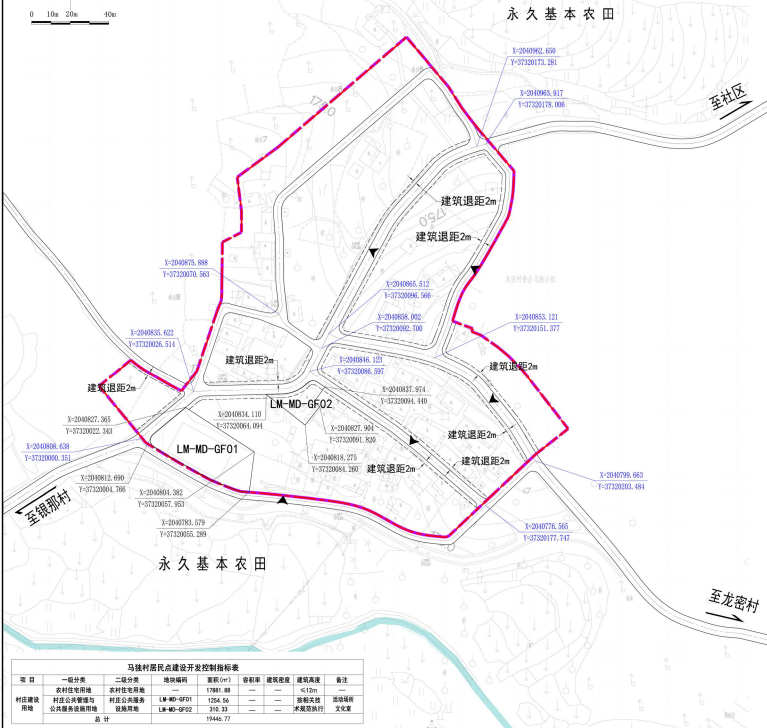 0 10m 20m 40m
永久基本农田
X=2040962.650
Y=37320173.281
X=2040963.917
Y=37320178.006
至社区
1750
建筑退距2m
1750
建筑退距2m
X=2040875.888
Y=37320070.563
X=2040865.512
Y=37320096.566
X=2040858.002
Y=37320092.700
X=2040853.121
Y=37320151.377
X=2040835.622
Y=37320026.514
建筑退距2m
X=2040846.123
Y=37320086.597
建筑退距2m
建筑退距2m
X=2040837.974
Y=37320094.440
LM-MD-GF02
X=2040827.365
Y=37320022.343
X=2040834.110
Y=37320064.094
X=2040827.904
Y=37320091.820
建筑退距2m
X=2040808.638
Y=37320000.351
LM-MD-GF01
X=2040818.275
Y=37320084.260
建筑退距2m
建筑退距2m
X=2040812.690
Y=37320004.766
X=2040804.382
Y=37320057.953
X=2040799.663
Y=37320203.484
至银那村
X=2040783.579
Y=37320055.289
X=2040776.565
Y=37320177.747
永久基本农田
至龙密村
马独村居民点建设开发控制指标表
项 目 一级分类 二级分类 地块编码 面积(㎡) 容积率 建筑密度 建筑高度 备注
村庄建设用地 农村住宅用地 农村住宅用地 — 17881.88 — — ≤12m —
村庄公共管理与公共服务设施用地 村庄公共服务设施用地 LM-MD-GF01 1254.56 — — 按相关技术规范执行 活动场所
LM-MD-GF02 310.33 — — 文化室
总 计 19446.77